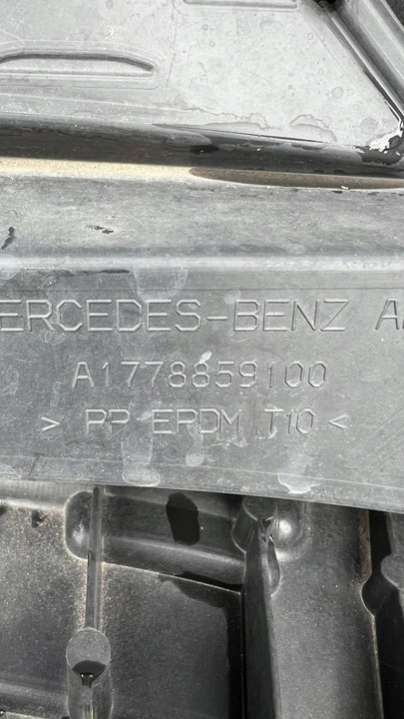 ERCEDES-BENZ A
A1778859100
> PP EPDM T10 <